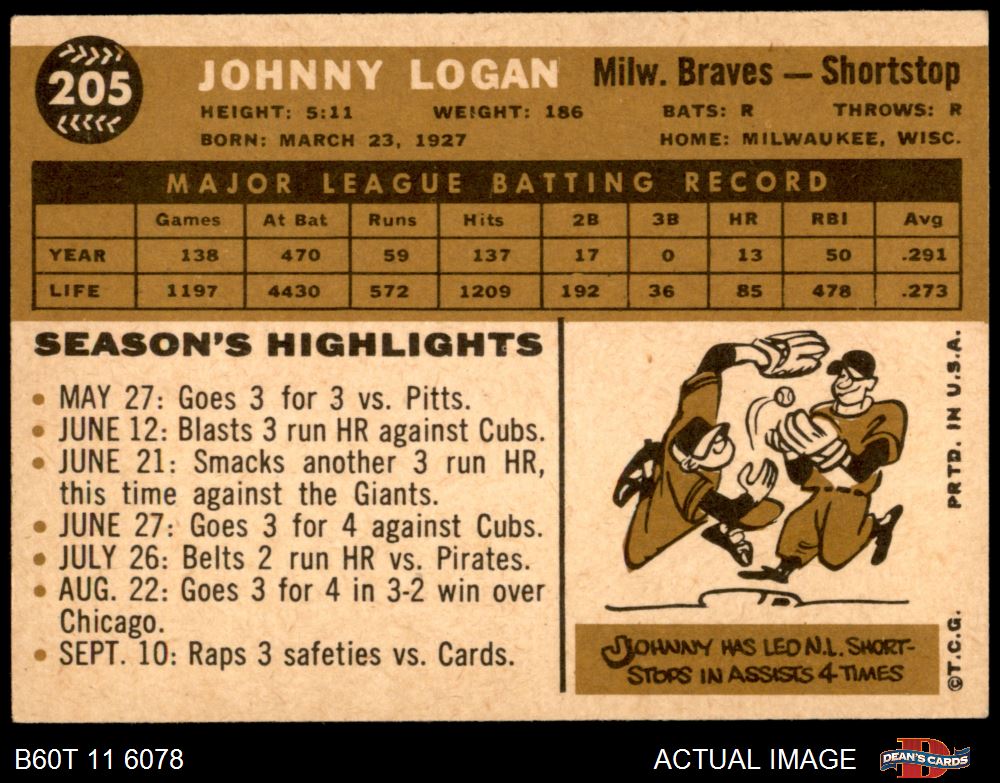 205
JOHNNY LOGAN Milw. Braves — Shortstop
HEIGHT: 5:11 WEIGHT: 186 BATS: R THROWS: R
BORN: MARCH 23, 1927 HOME: MILWAUKEE, WISC.
MAJOR LEAGUE BATTING RECORD
Games At Bat Runs Hits 2B 3B HR RBI Avg
YEAR 138 470 59 137 17 0 13 50 .291
LIFE 1197 4430 572 1209 192 36 85 478 .273
SEASON'S HIGHLIGHTS
• MAY 27: Goes 3 for 3 vs. Pitts.
• JUNE 12: Blasts 3 run HR against Cubs.
• JUNE 21: Smacks another 3 run HR,
this time against the Giants.
• JUNE 27: Goes 3 for 4 against Cubs.
• JULY 26: Belts 2 run HR vs. Pirates.
• AUG. 22: Goes 3 for 4 in 3-2 win over
Chicago.
• SEPT. 10: Raps 3 safeties vs. Cards.
JOHNNY HAS LED N.L. SHORT-
STOPS IN ASSISTS 4 TIMES
©T.C.G. PRTD. IN U.S.A.
B60T 11 6078 ACTUAL IMAGE DEAN'S CARDS